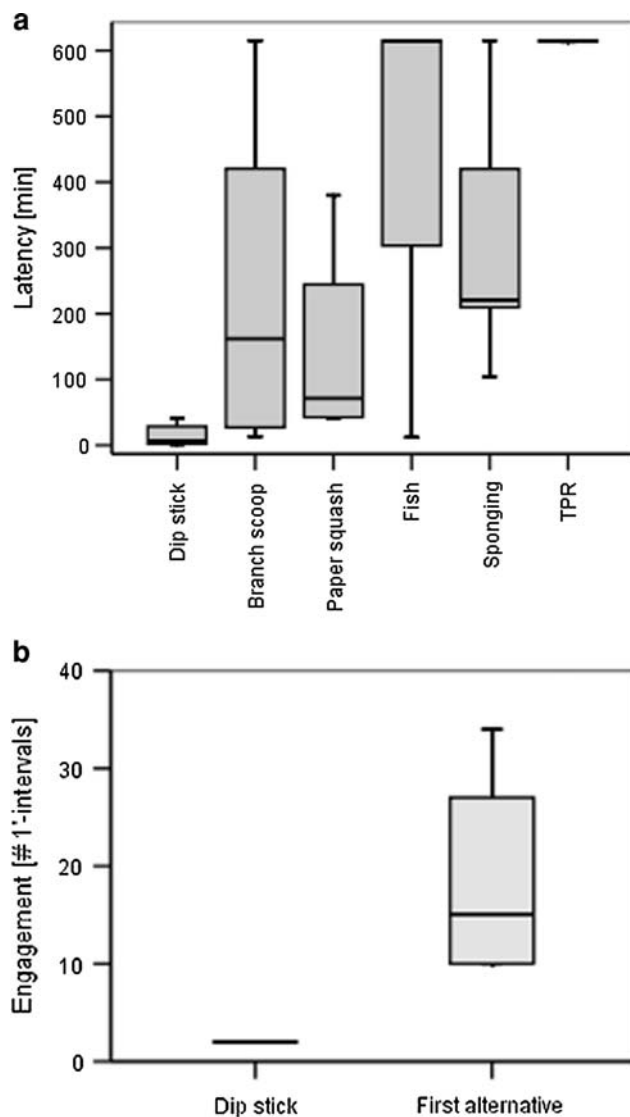 a
600
500
400
300
200
100
0
Latency [min]
Dip stick
Branch scoop
Paper squash
Fish
Sponging
TPR
b
40
30
20
10
0
Engagement [#1'-intervals]
Dip stick First alternative